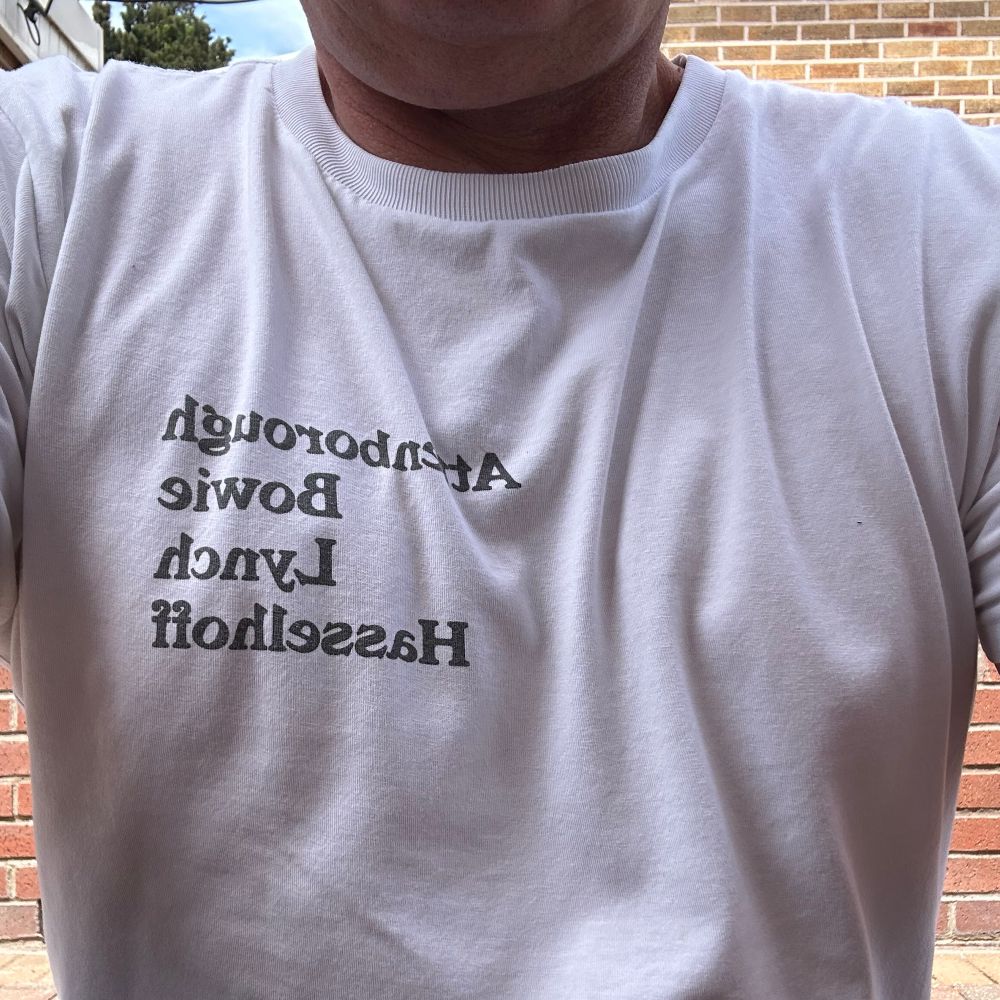 Attenborough
Bowie
Lynch
Hasselhoff